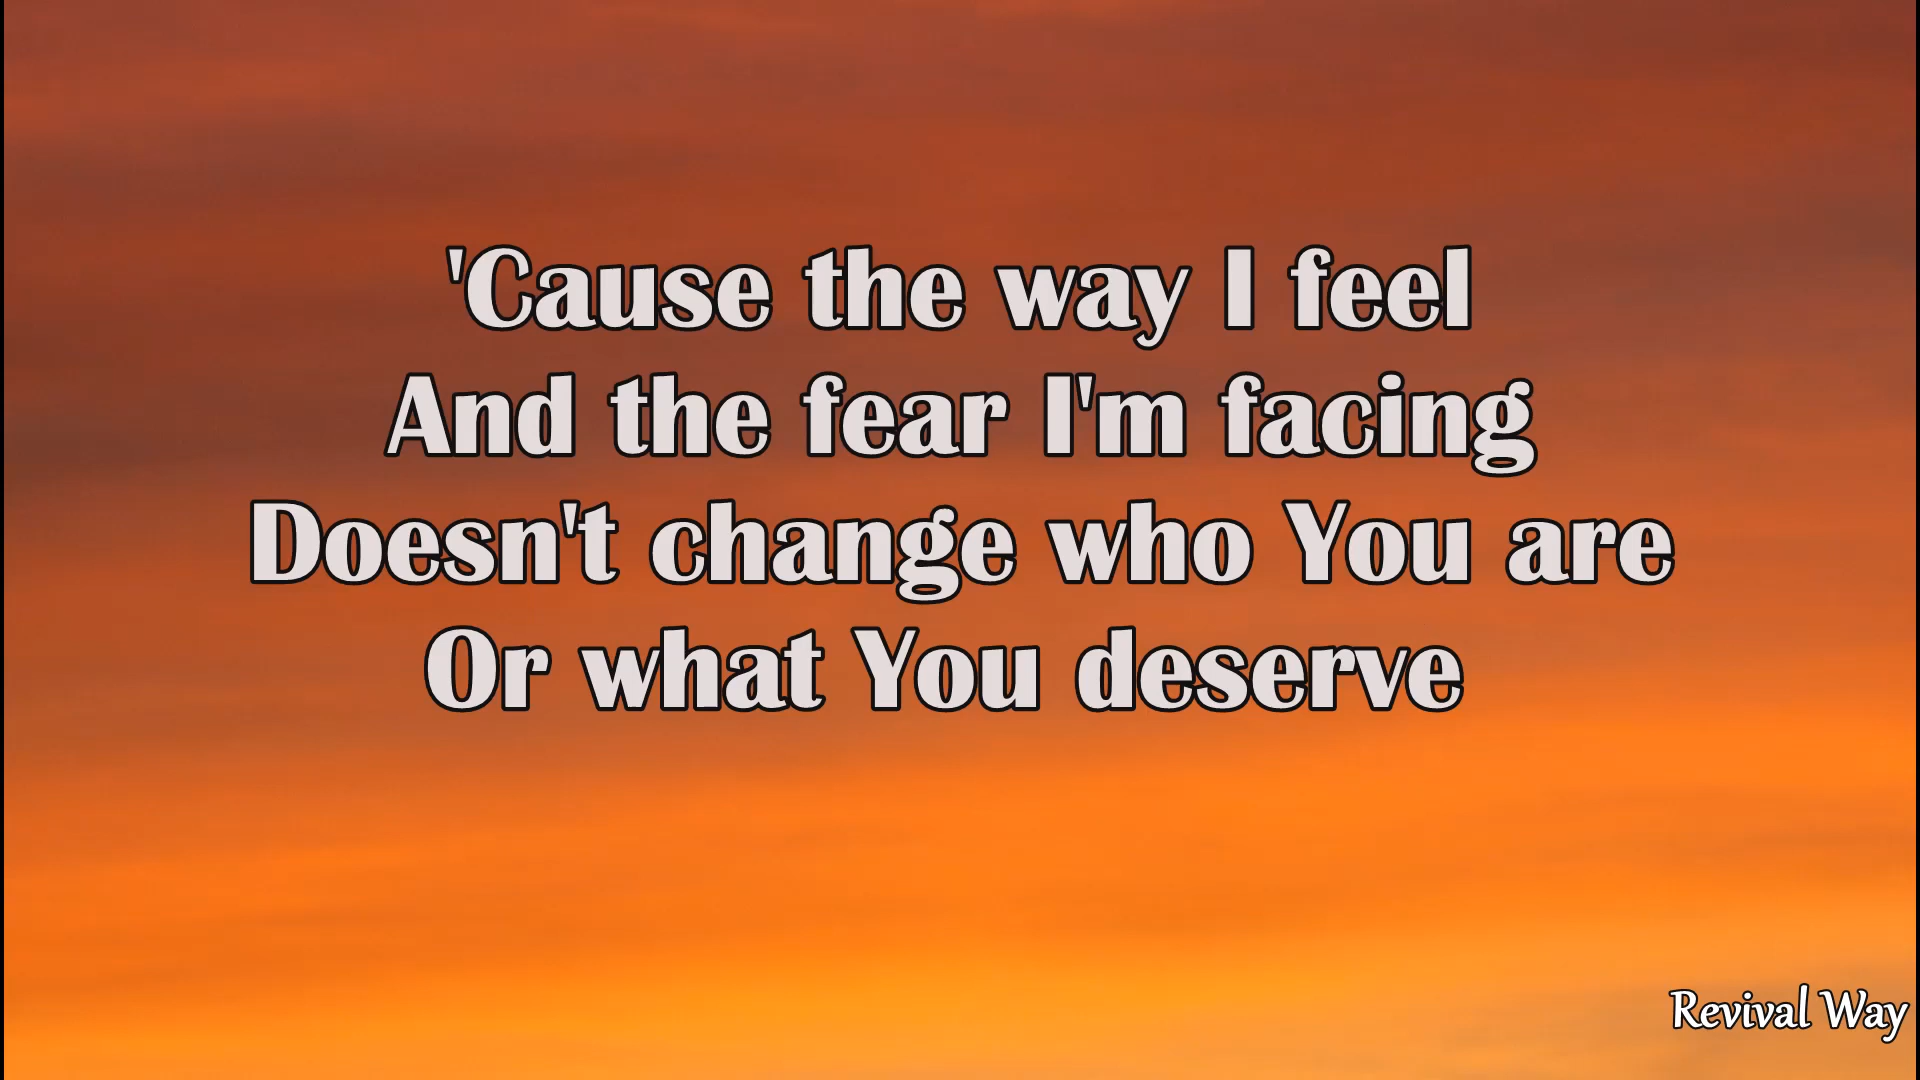 'Cause the way I feel
And the fear I'm facing
Doesn't change who You are
Or what You deserve
Revival Way